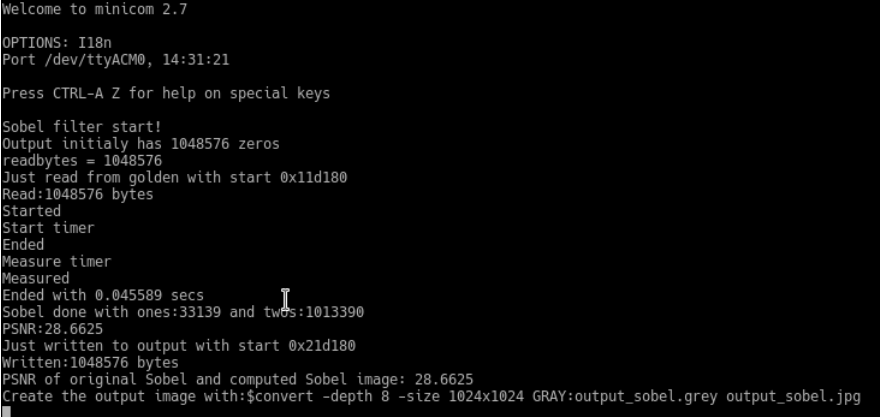 Welcome to minicom 2.7
OPTIONS: I18n
Port /dev/ttyACM0, 14:31:21
Press CTRL-A Z for help on special keys
Sobel filter start!
Output initialy has 1048576 zeros
readbytes = 1048576
Just read from golden with start 0x11d180
Read:1048576 bytes
Started
Start timer
Ended
Measure timer
Measured
Ended with 0.045589 secs
Sobel done with ones:33139 and twos:1013390
PSNR:28.6625
Just written to output with start 0x21d180
Written:1048576 bytes
PSNR of original Sobel and computed Sobel image: 28.6625
Create the output image with:$convert -depth 8 -size 1024x1024 GRAY:output_sobel.grey output_sobel.jpg